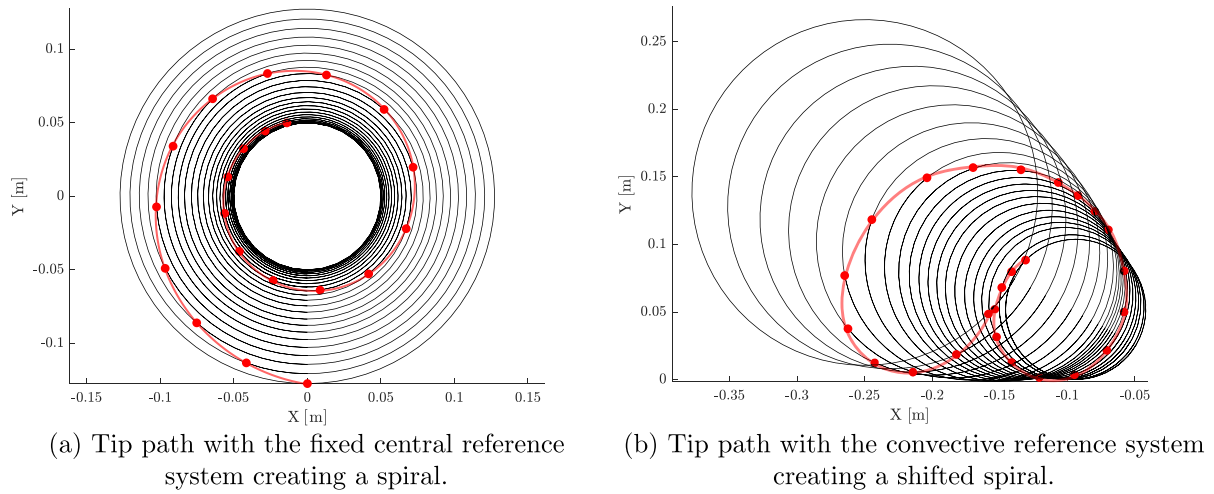 0.1
0.05
0
-0.05
-0.1
Y [m]
-0.15 -0.1 -0.05 0 0.05 0.1 0.15
X [m]
(a) Tip path with the fixed central reference
system creating a spiral.
0.25
0.2
0.15
0.1
0.05
0
Y [m]
-0.35 -0.3 -0.25 -0.2 -0.15 -0.1 -0.05
X [m]
(b) Tip path with the convective reference system
creating a shifted spiral.